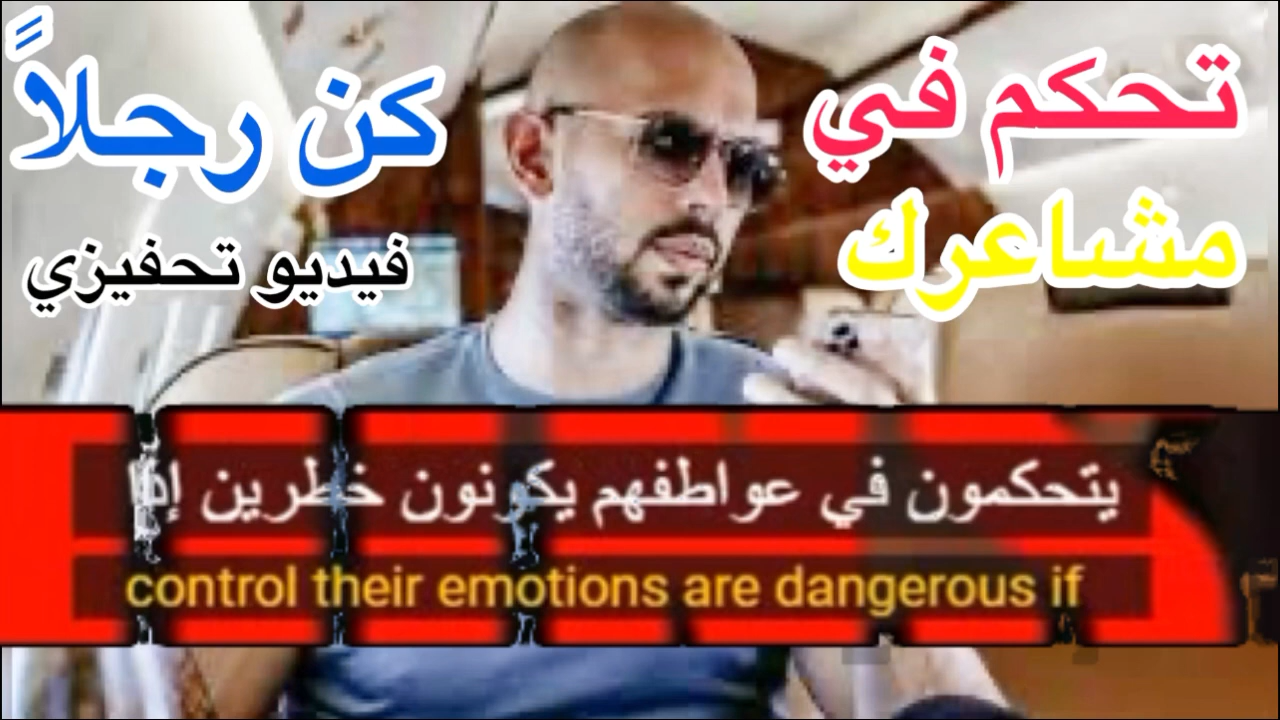 تحكم في
مشاعرك
كن رجلاً
فيديو تحفيزي
يتحكمون في عواطفهم يكونون خطرين إذا
control their emotions are dangerous if